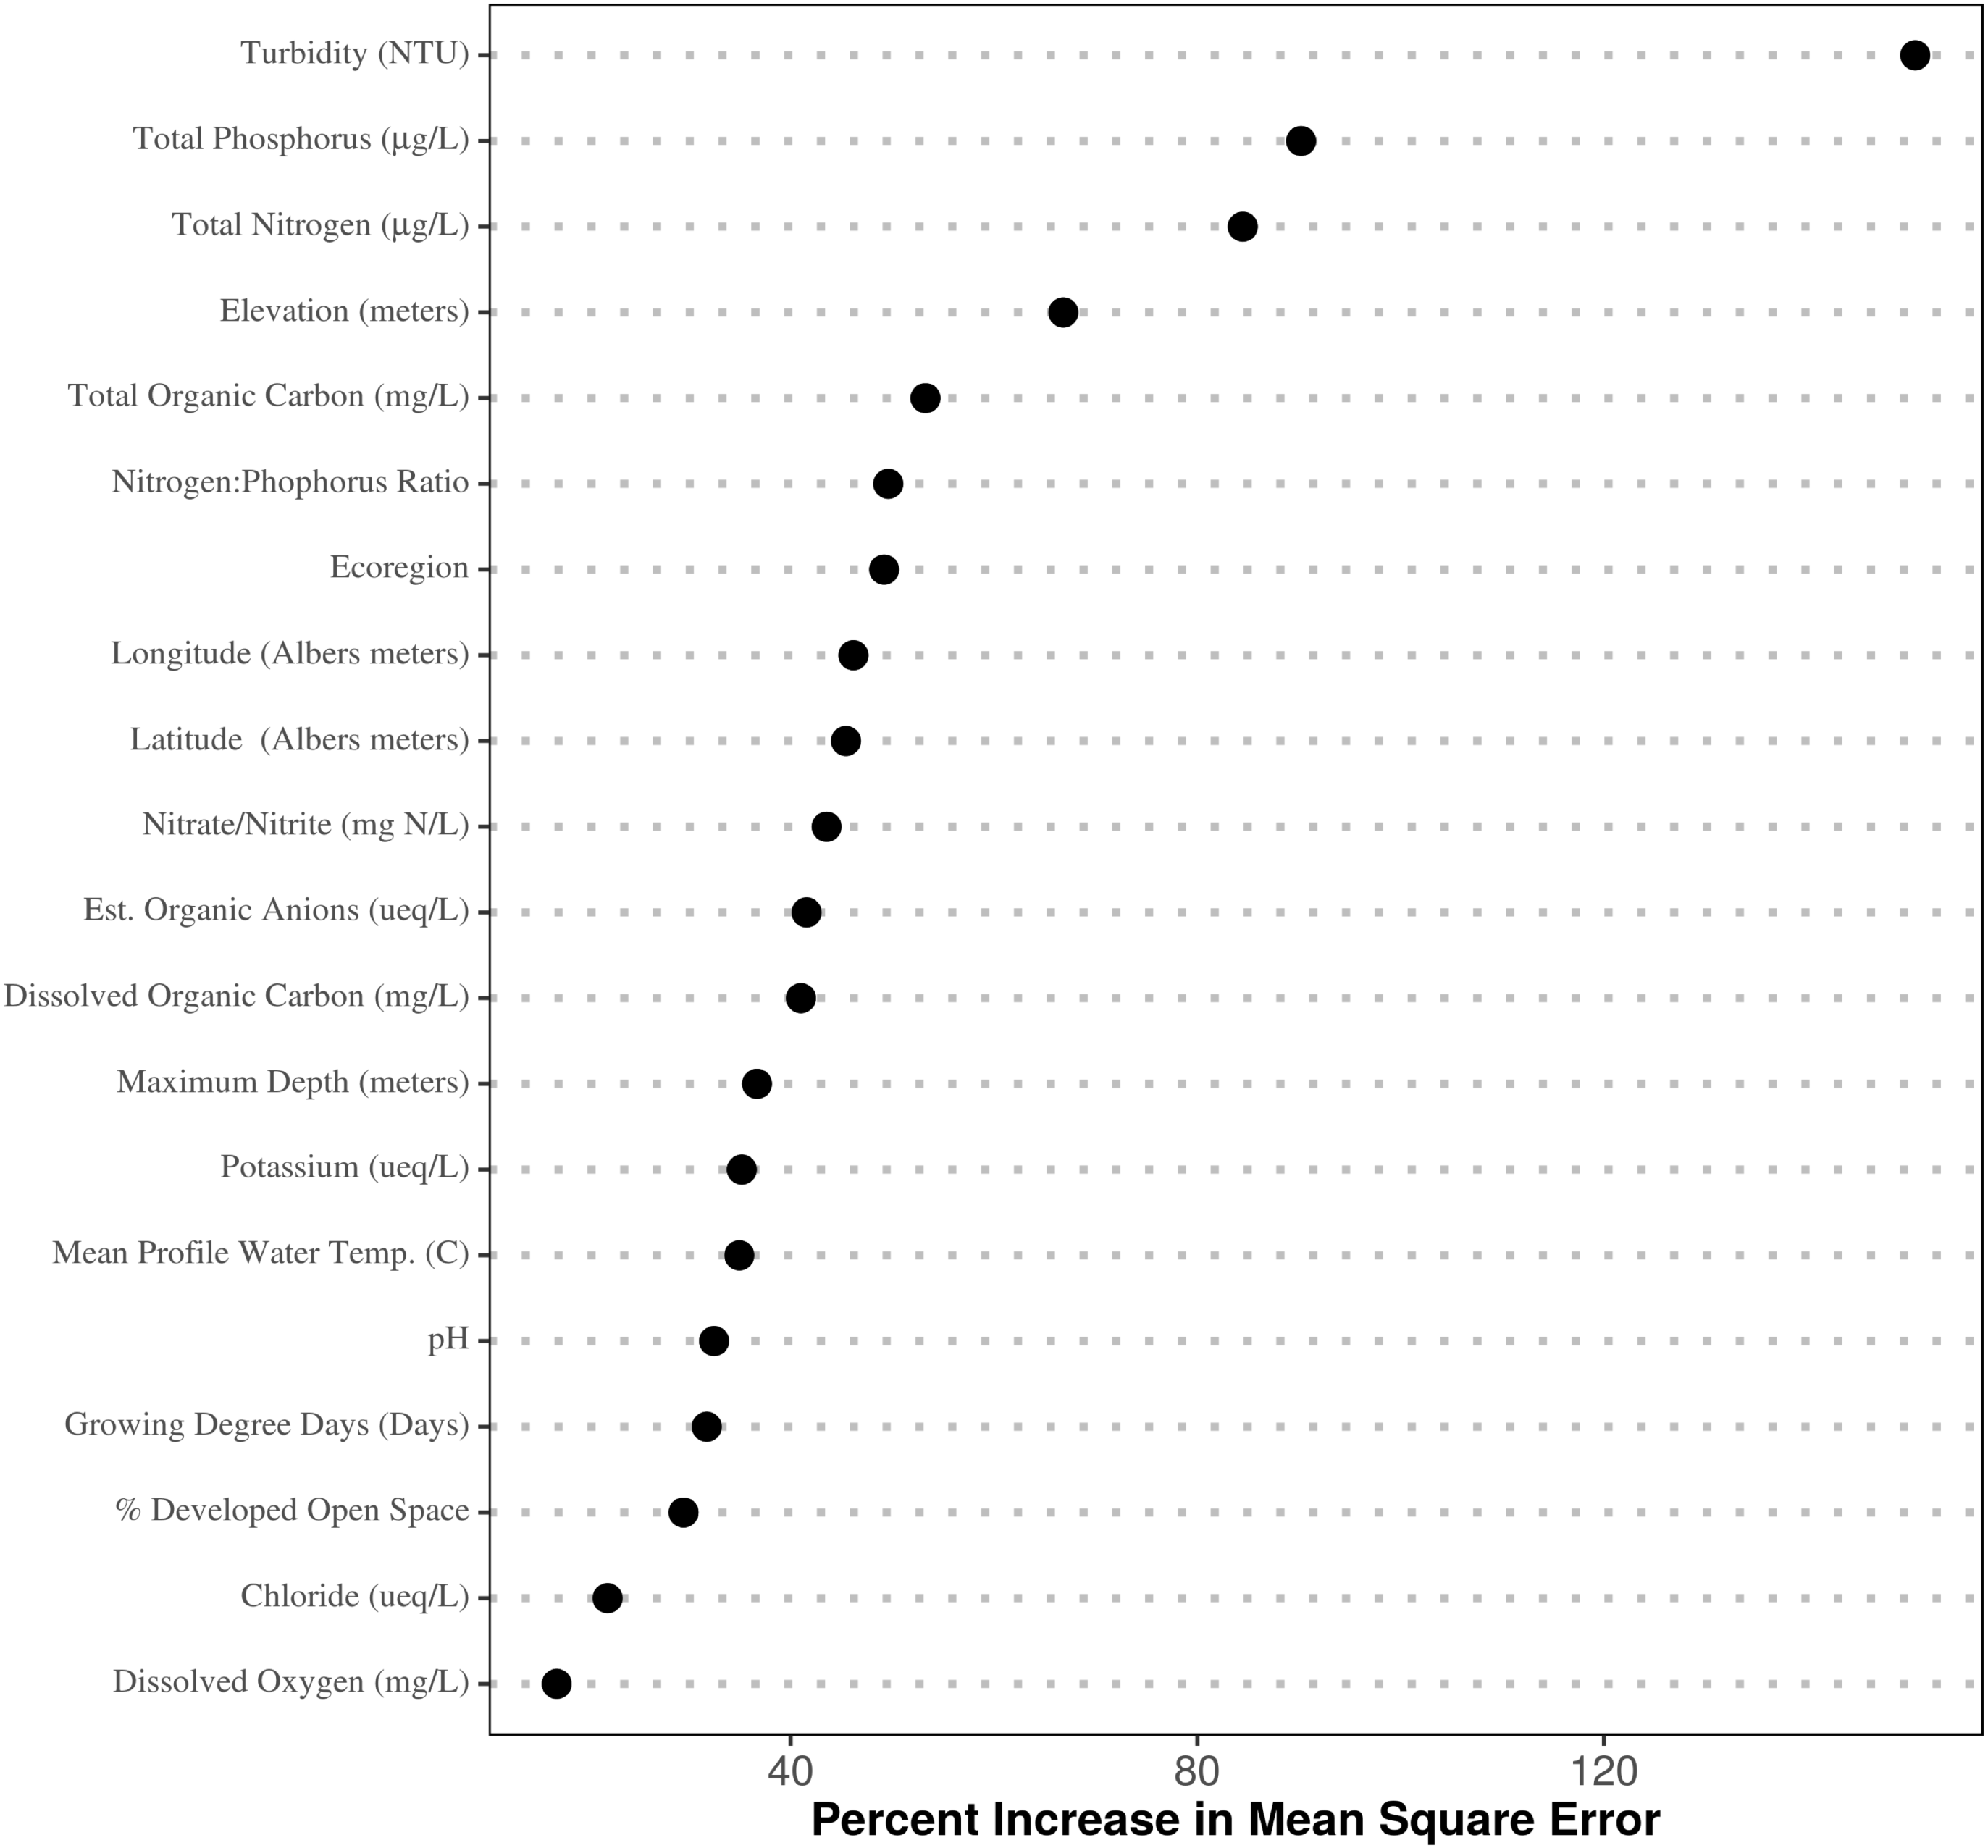 Turbidity (NTU)
Total Phosphorus (μg/L)
Total Nitrogen (μg/L)
Elevation (meters)
Total Organic Carbon (mg/L)
Nitrogen:Phophorus Ratio
Ecoregion
Longitude (Albers meters)
Latitude  (Albers meters)
Nitrate/Nitrite (mg N/L)
Est. Organic Anions (ueq/L)
Dissolved Organic Carbon (mg/L)
Maximum Depth (meters)
Potassium (ueq/L)
Mean Profile Water Temp. (C)
pH
Growing Degree Days (Days)
% Developed Open Space
Chloride (ueq/L)
Dissolved Oxygen (mg/L)
40 80 120
Percent Increase in Mean Square Error